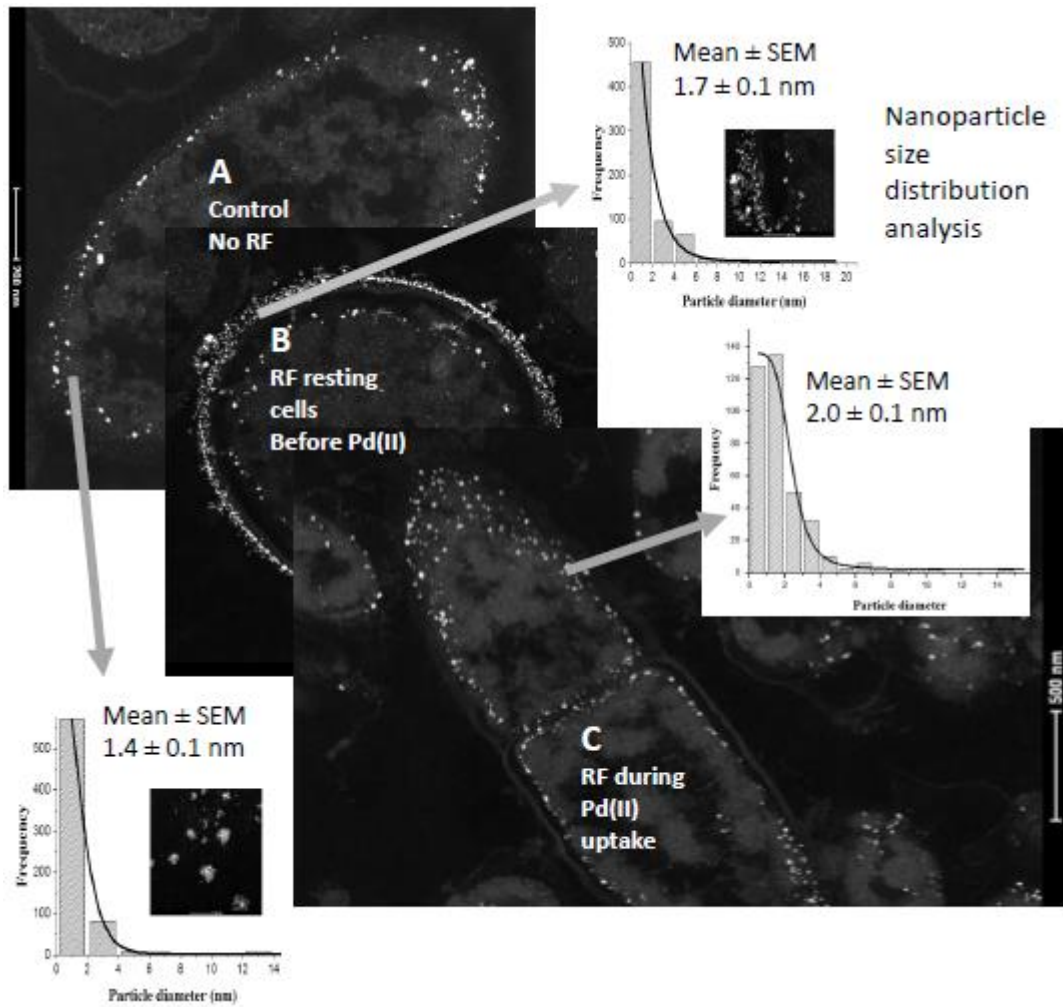 A
Control
No RF
200 nm
B
RF resting
cells
Before Pd(II)
C
RF during
Pd(II)
uptake
500 nm
Mean ± SEM
1.7 ± 0.1 nm
Frequency
500
400
300
200
100
0
0 2 4 6 8 10 12 14 16 18 20
Particle diameter (nm)
Nanoparticle
size
distribution
analysis
Mean ± SEM
2.0 ± 0.1 nm
Frequency
140
120
100
80
60
40
20
0
0 2 4 6 8 10 12 14
Particle diameter
Mean ± SEM
1.4 ± 0.1 nm
Frequency
500
400
300
200
100
0
0 2 4 6 8 10 12 14
Particle diameter (nm)